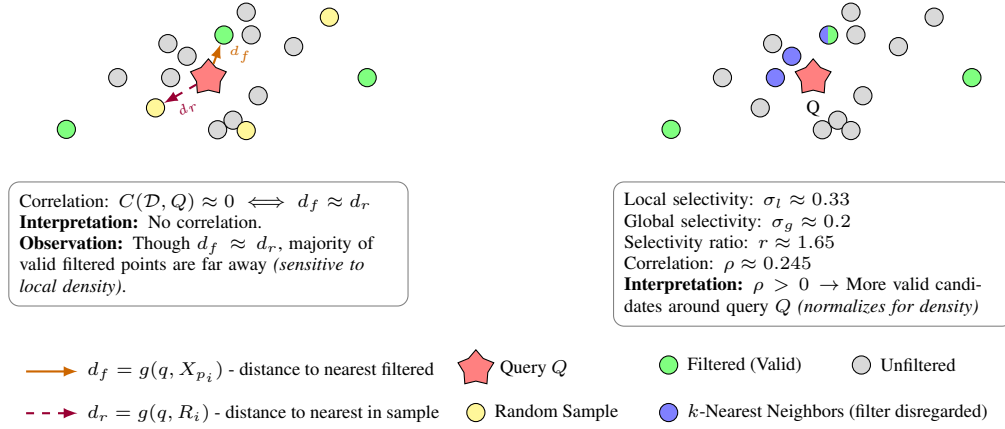 d_f
d_r
Q
Correlation: C(𝒟, Q) ≈ 0 ⟺ d_f ≈ d_r
Interpretation: No correlation.
Observation: Though d_f ≈ d_r, majority of
valid filtered points are far away (sensitive to
local density).
Local selectivity: σ_l ≈ 0.33
Global selectivity: σ_g ≈ 0.2
Selectivity ratio: r ≈ 1.65
Correlation: ρ ≈ 0.245
Interpretation: ρ > 0 → More valid candi-
dates around query Q (normalizes for density)
d_f = g(q, X_{p_i}) - distance to nearest filtered
Query Q
Filtered (Valid)
Unfiltered
d_r = g(q, R_i) - distance to nearest in sample
Random Sample
k-Nearest Neighbors (filter disregarded)